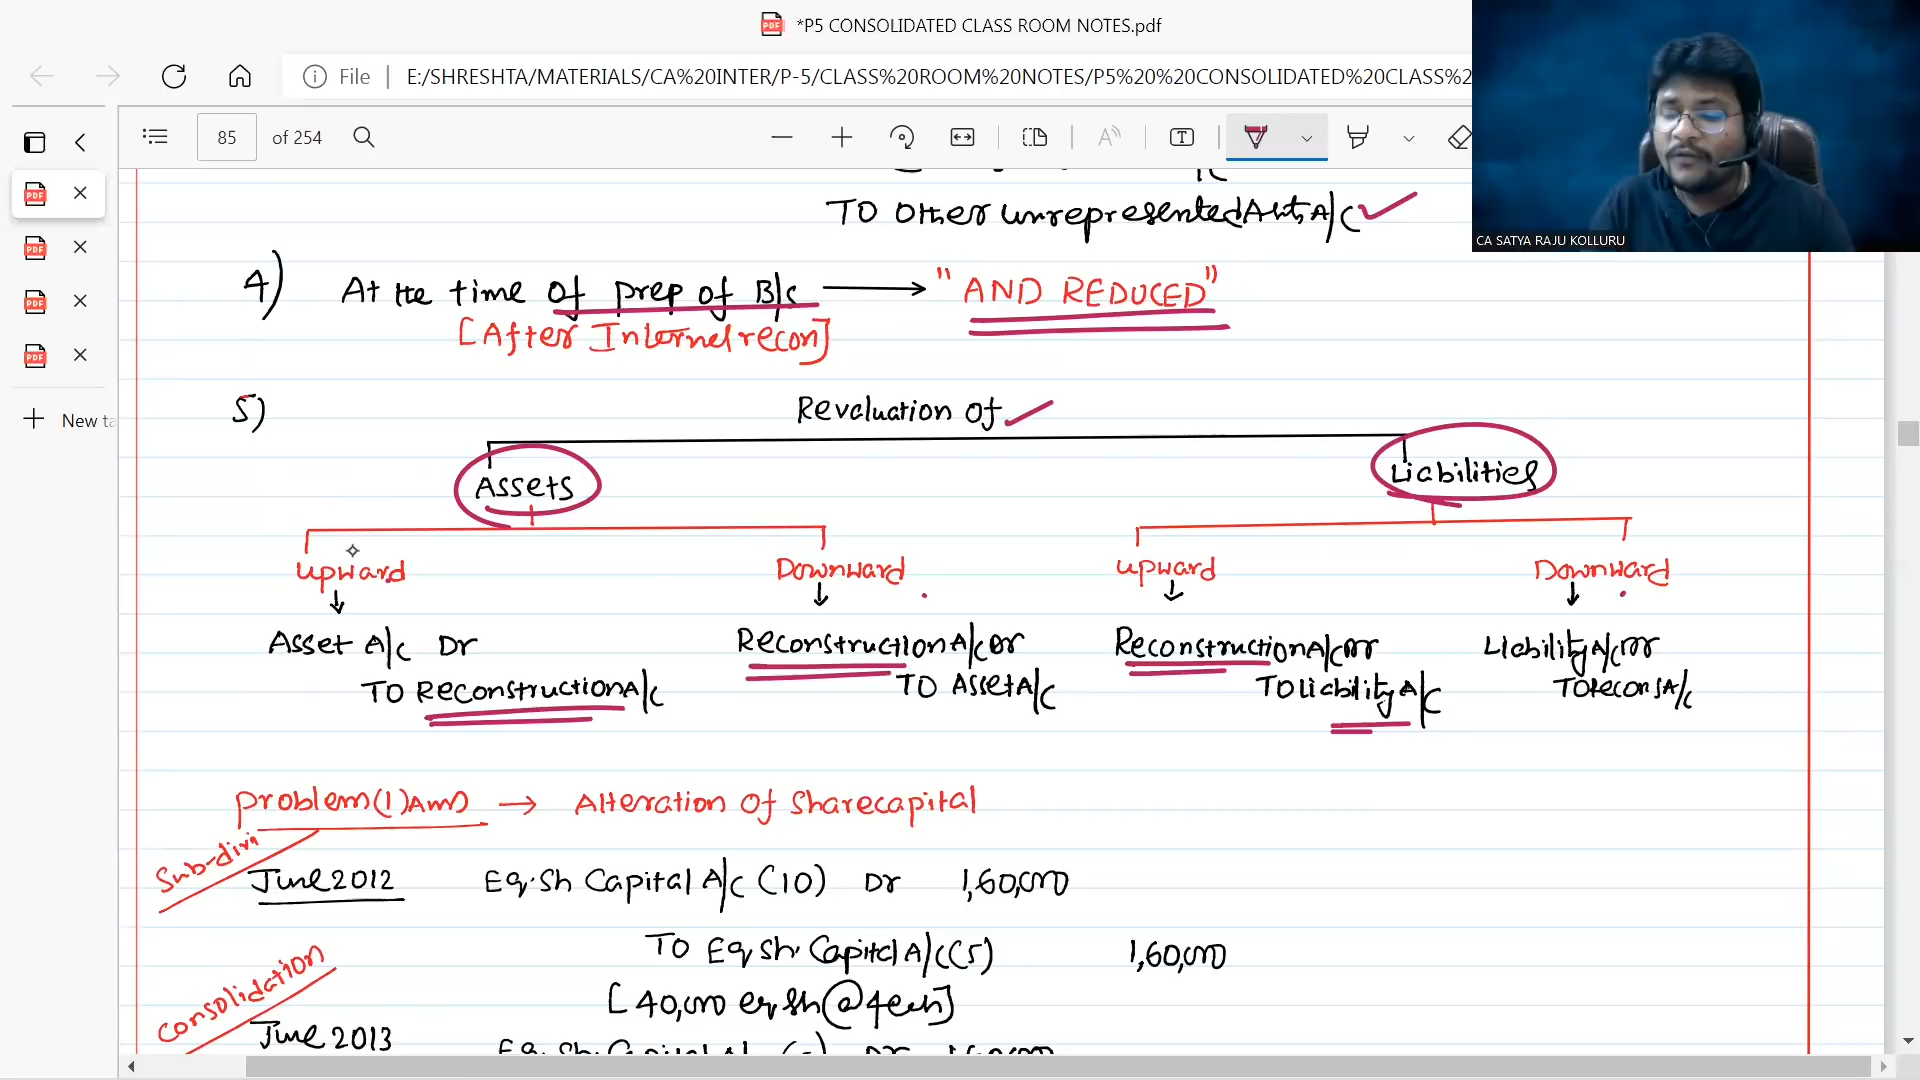 *P5 CONSOLIDATED CLASS ROOM NOTES.pdf
File | E:/SHRESHTA/MATERIALS/CA%20INTER/P-5/CLASS%20ROOM%20NOTES/P5%20%20CONSOLIDATED%20CLASS%2
85 of 254
New ta
CA SATYA RAJU KOLLURU
TO Other unrepresented A/c
4) At the time of prep of B/s → "AND REDUCED"
[After Internal recon]
5) Revaluation of
Assets Liabilities
upward Downward upward Downward
Asset A/c Dr Reconstruction A/c Dr Reconstruction A/c Dr Liability A/c Dr
TO Reconstruction A/c TO Asset A/c TO liability A/c TO recons A/c
Problem (1) Ans → Alteration of Sharecapital
Sub-divi
June 2012 Eq.Sh Capital A/c (10) Dr 1,60,000
TO Eq Sh. Capital A/c (5) 1,60,000
[40,000 eq sh @ 4 each]
Consolidation
June 2013